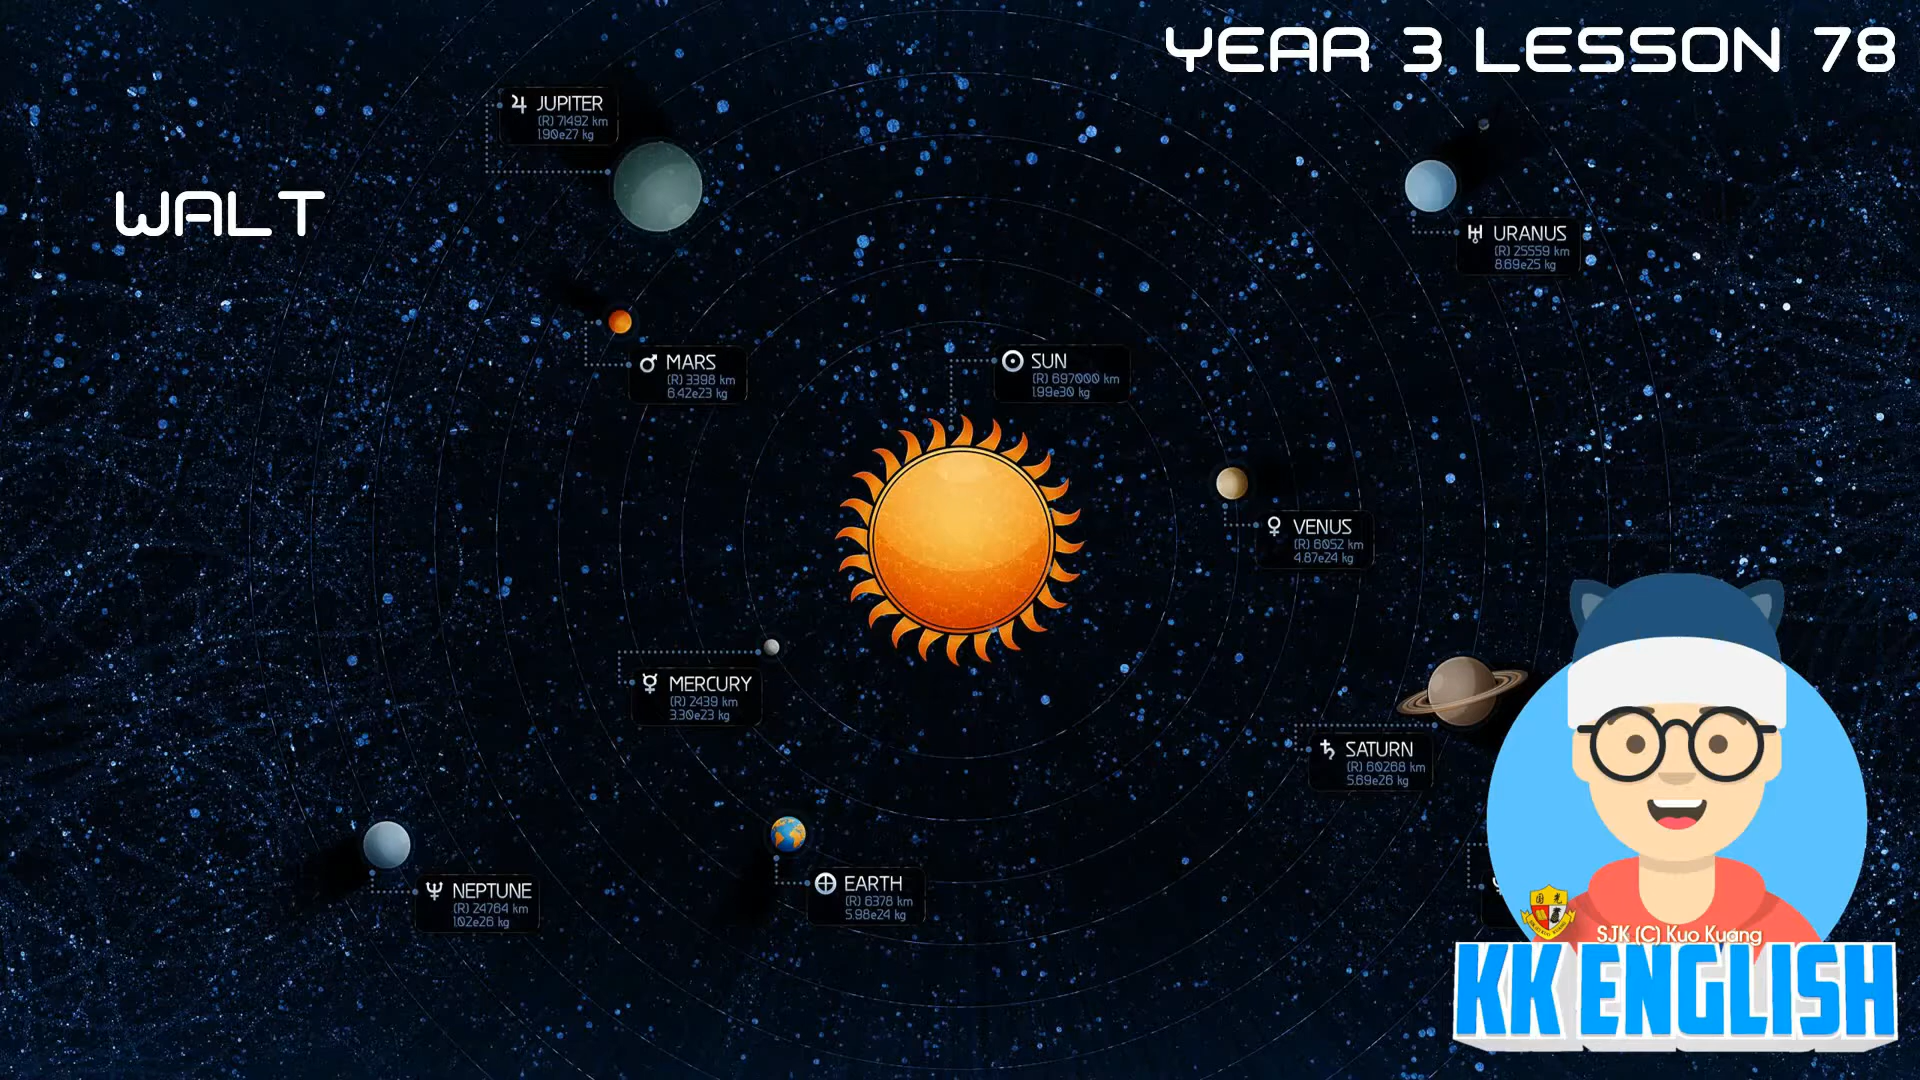 YEAR 3 LESSON 78
JUPITER
(R) 71492 km
1.90e27 kg
WALT
URANUS
(R) 25559 km
8.69e25 kg
MARS
(R) 3398 km
6.42e23 kg
SUN
(R) 697000 km
1.99e30 kg
VENUS
(R) 6052 km
4.87e24 kg
MERCURY
(R) 2439 km
3.30e23 kg
SATURN
(R) 60268 km
5.69e26 kg
NEPTUNE
(R) 24764 km
1.02e26 kg
EARTH
(R) 6378 km
5.98e24 kg
SJK (C) Kuo Kuang
KK ENGLISH